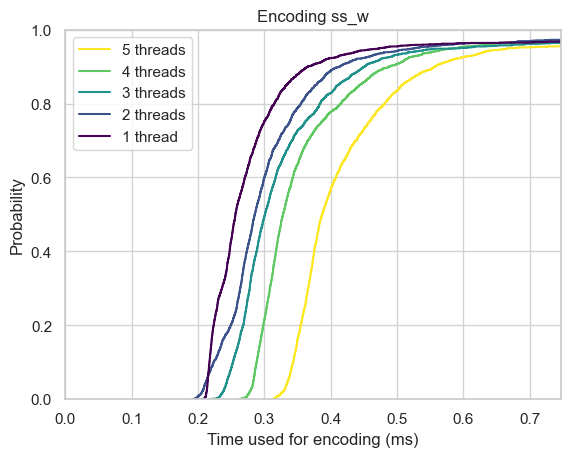 Encoding ss_w
1.0
0.8
0.6
0.4
0.2
0.0
Probability
5 threads
4 threads
3 threads
2 threads
1 thread
0.0 0.1 0.2 0.3 0.4 0.5 0.6 0.7
Time used for encoding (ms)